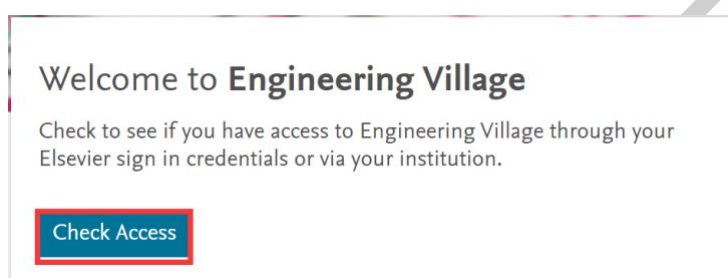 Welcome to Engineering Village
Check to see if you have access to Engineering Village through your
Elsevier sign in credentials or via your institution.
Check Access